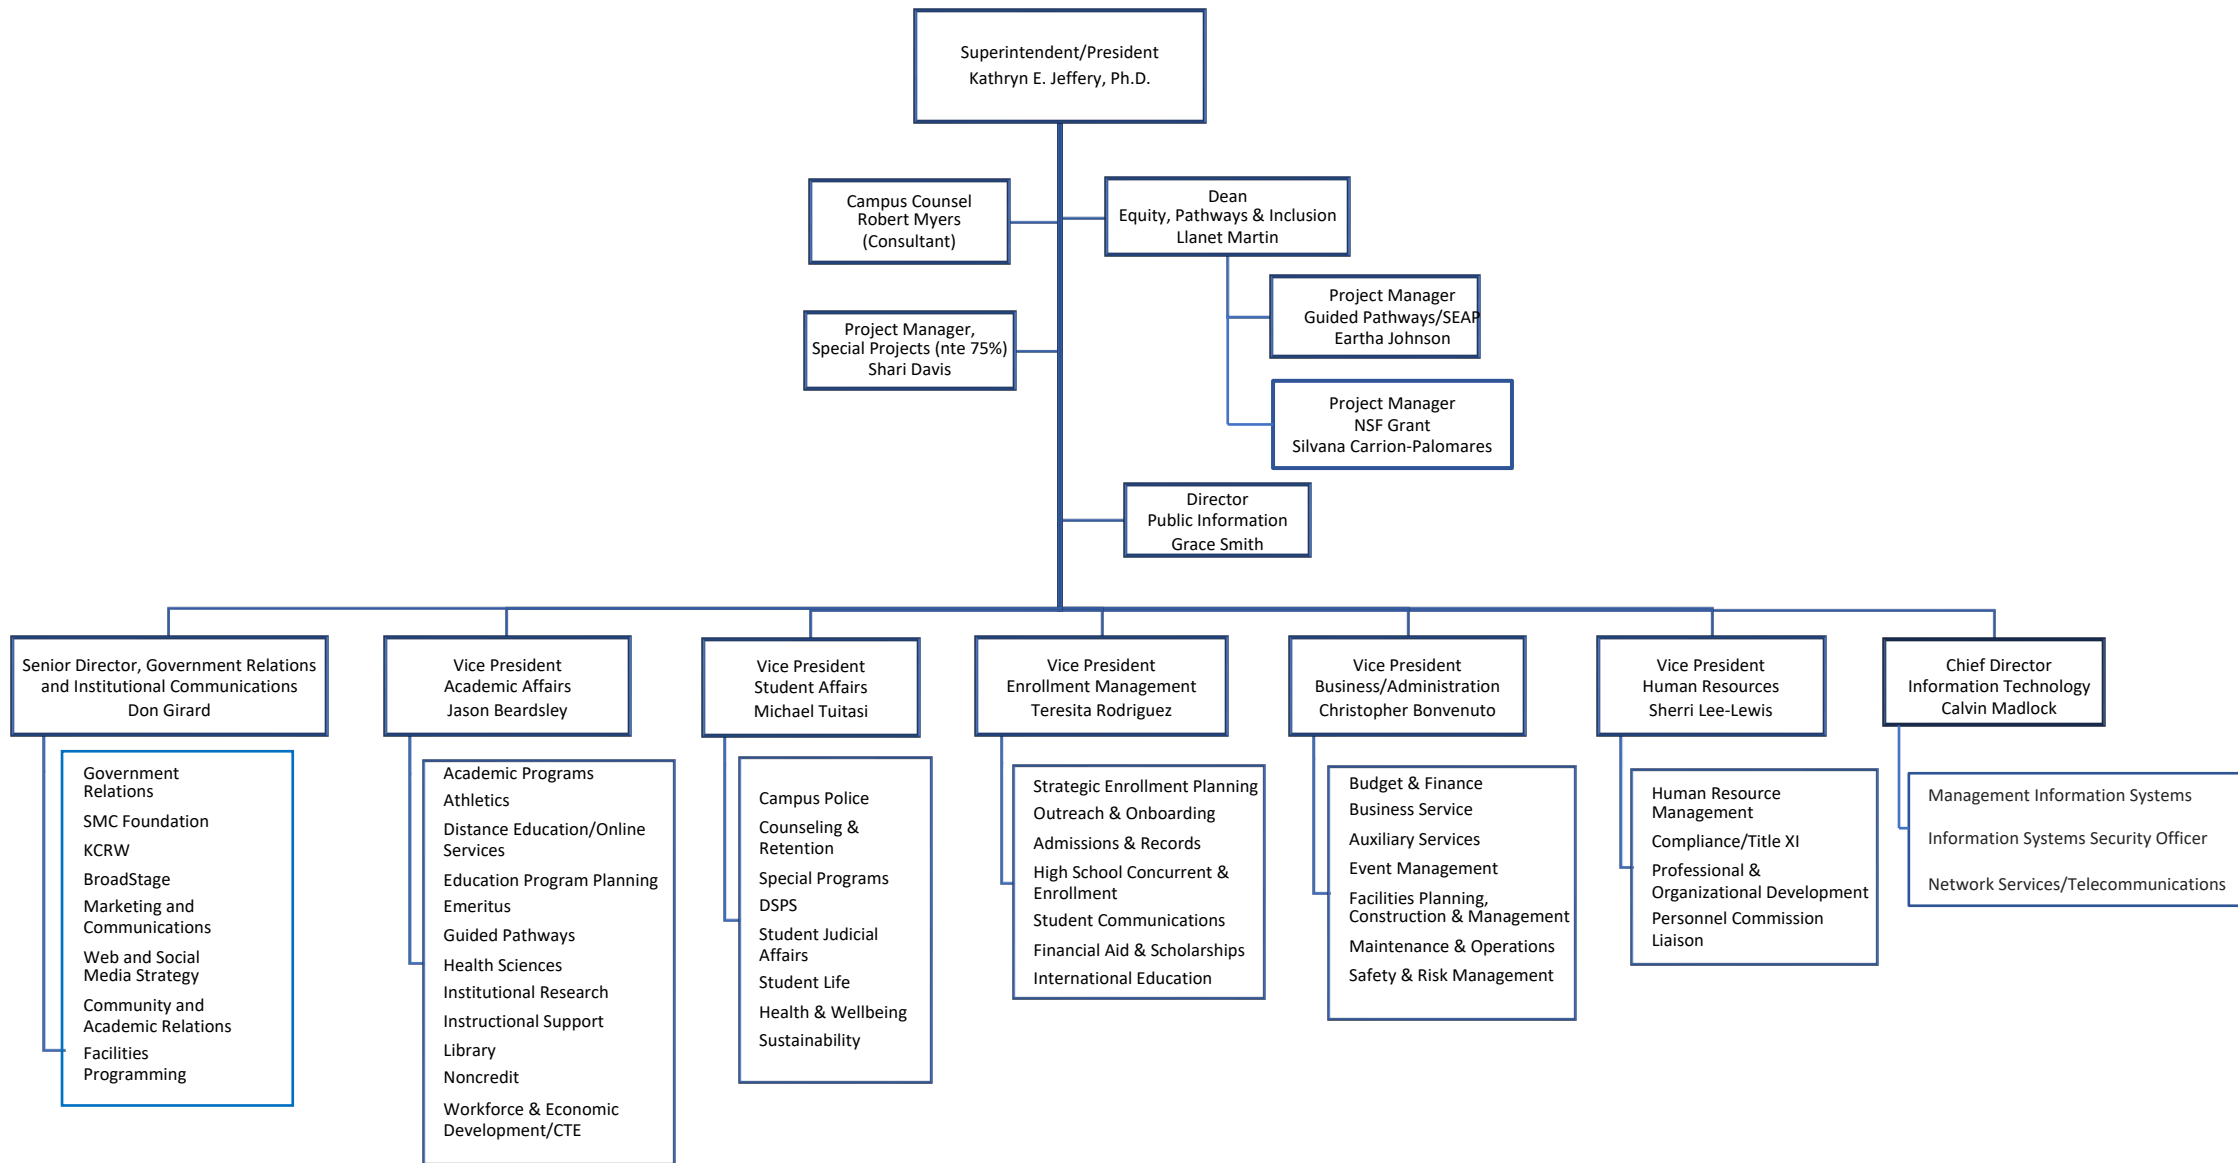 Superintendent/President
Kathryn E. Jeffery, Ph.D.
Campus Counsel
Robert Myers
(Consultant)
Dean
Equity, Pathways & Inclusion
Llanet Martin
Project Manager
Guided Pathways/SEAP
Eartha Johnson
Project Manager,
Special Projects (nte 75%)
Shari Davis
Project Manager
NSF Grant
Silvana Carrion-Palomares
Director
Public Information
Grace Smith
Senior Director, Government Relations
and Institutional Communications
Don Girard
Government
Relations
SMC Foundation
KCRW
BroadStage
Marketing and
Communications
Web and Social
Media Strategy
Community and
Academic Relations
Facilities
Programming
Vice President
Academic Affairs
Jason Beardsley
Academic Programs
Athletics
Distance Education/Online
Services
Education Program Planning
Emeritus
Guided Pathways
Health Sciences
Institutional Research
Instructional Support
Library
Noncredit
Workforce & Economic
Development/CTE
Vice President
Student Affairs
Michael Tuitasi
Campus Police
Counseling &
Retention
Special Programs
DSPS
Student Judicial
Affairs
Student Life
Health & Wellbeing
Sustainability
Vice President
Enrollment Management
Teresita Rodriguez
Strategic Enrollment Planning
Outreach & Onboarding
Admissions & Records
High School Concurrent &
Enrollment
Student Communications
Financial Aid & Scholarships
International Education
Vice President
Business/Administration
Christopher Bonvenuto
Budget & Finance
Business Service
Auxiliary Services
Event Management
Facilities Planning,
Construction & Management
Maintenance & Operations
Safety & Risk Management
Vice President
Human Resources
Sherri Lee-Lewis
Human Resource
Management
Compliance/Title XI
Professional &
Organizational Development
Personnel Commission
Liaison
Chief Director
Information Technology
Calvin Madlock
Management Information Systems
Information Systems Security Officer
Network Services/Telecommunications